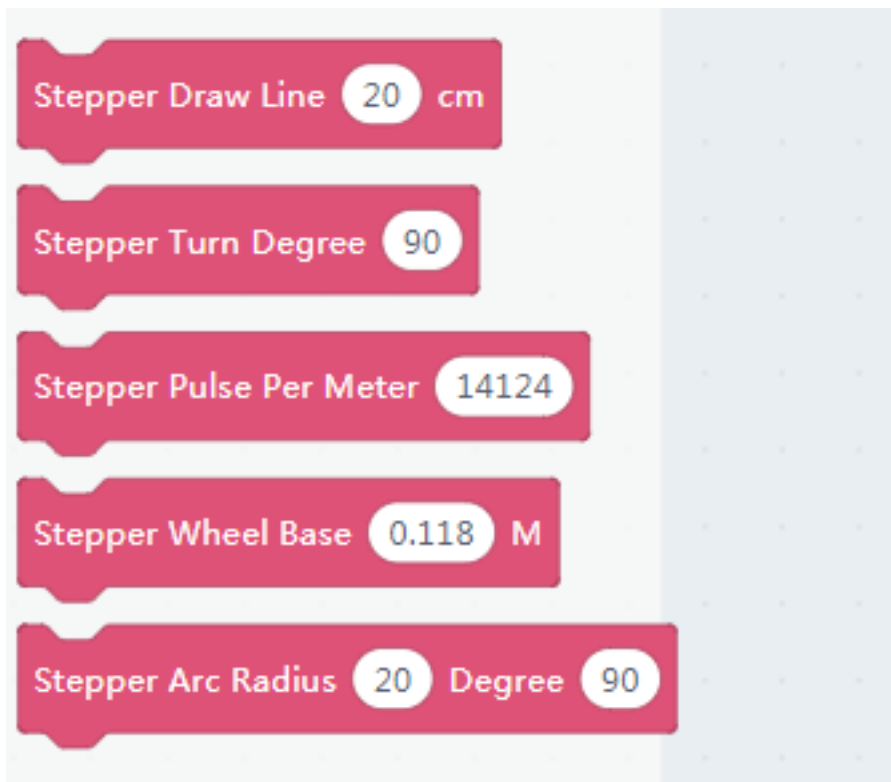 Stepper Draw Line 20 cm
Stepper Turn Degree 90
Stepper Pulse Per Meter 14124
Stepper Wheel Base 0.118 M
Stepper Arc Radius 20 Degree 90